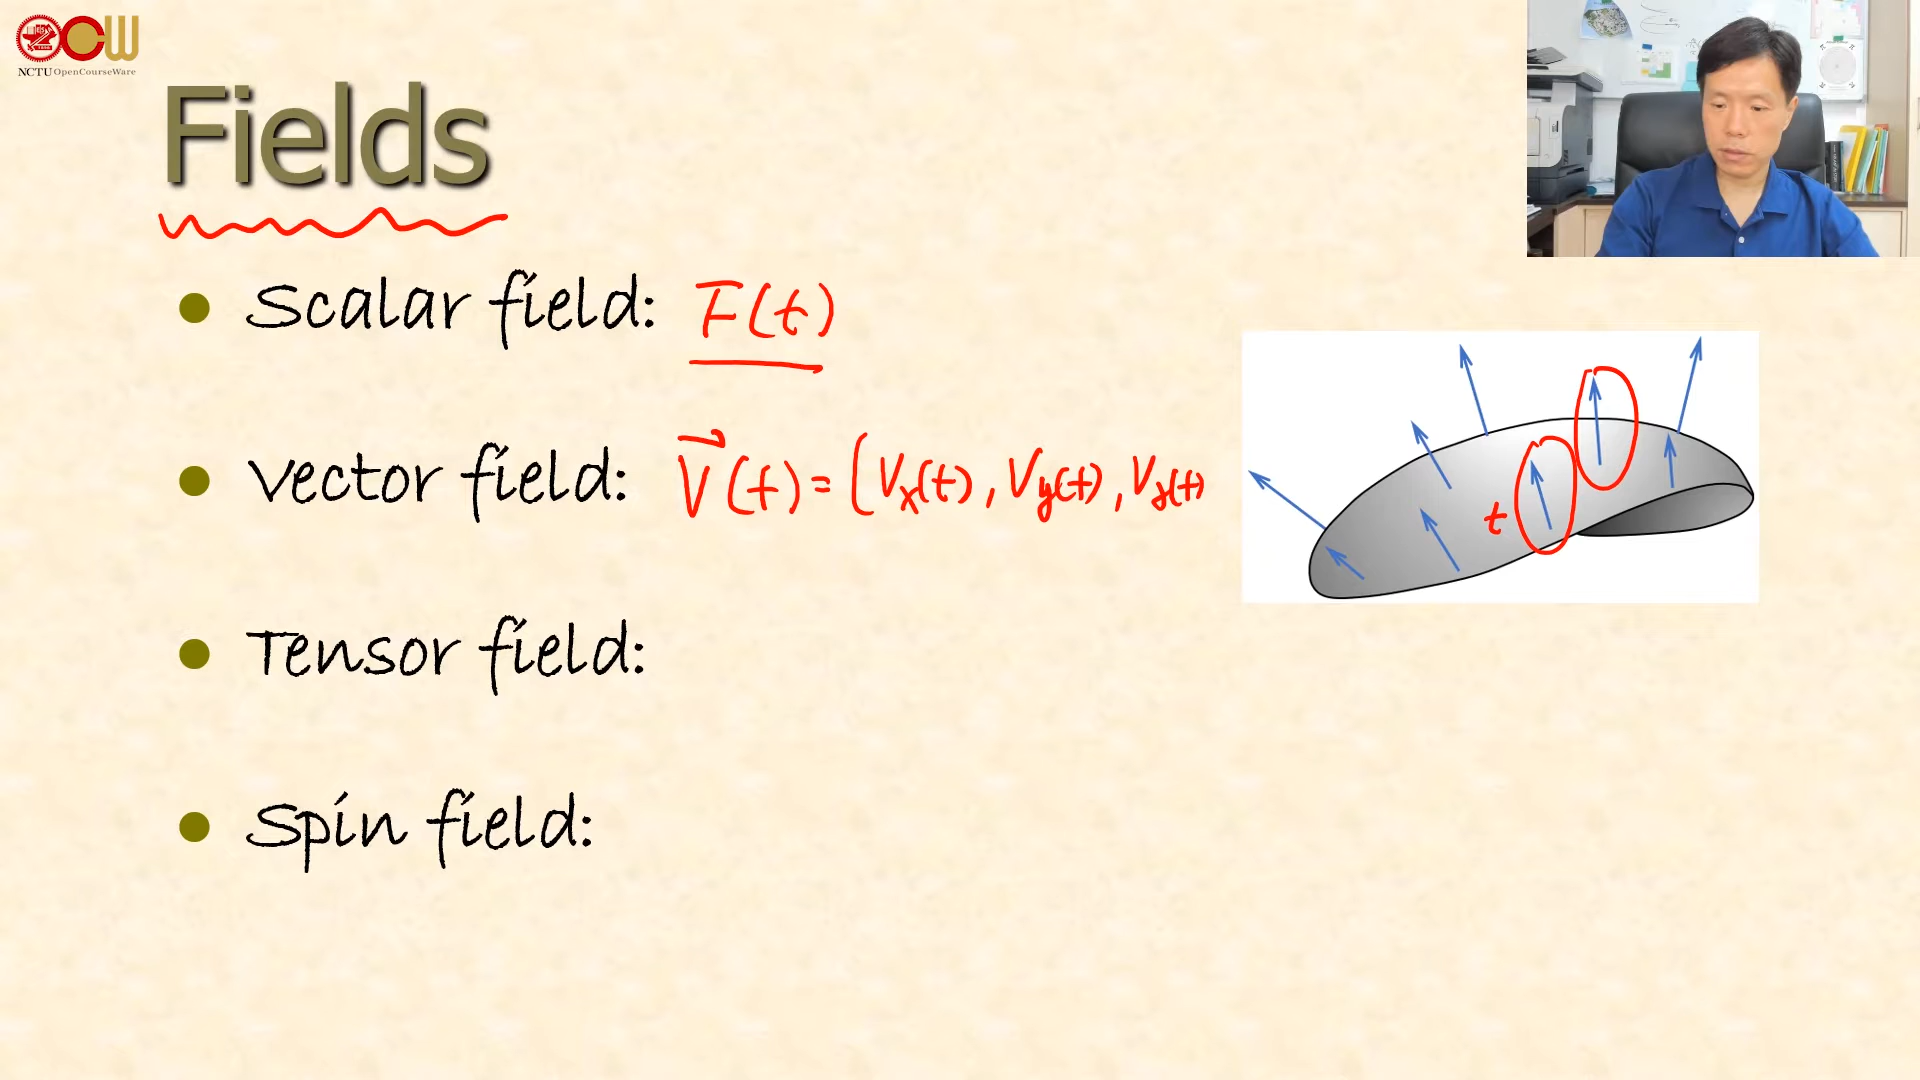 NCTU OpenCourseWare
Fields
Scalar field: F(t)
Vector field: V⃗(t) = (Vx(t), Vy(t), Vz(t)
t
Tensor field:
Spin field: